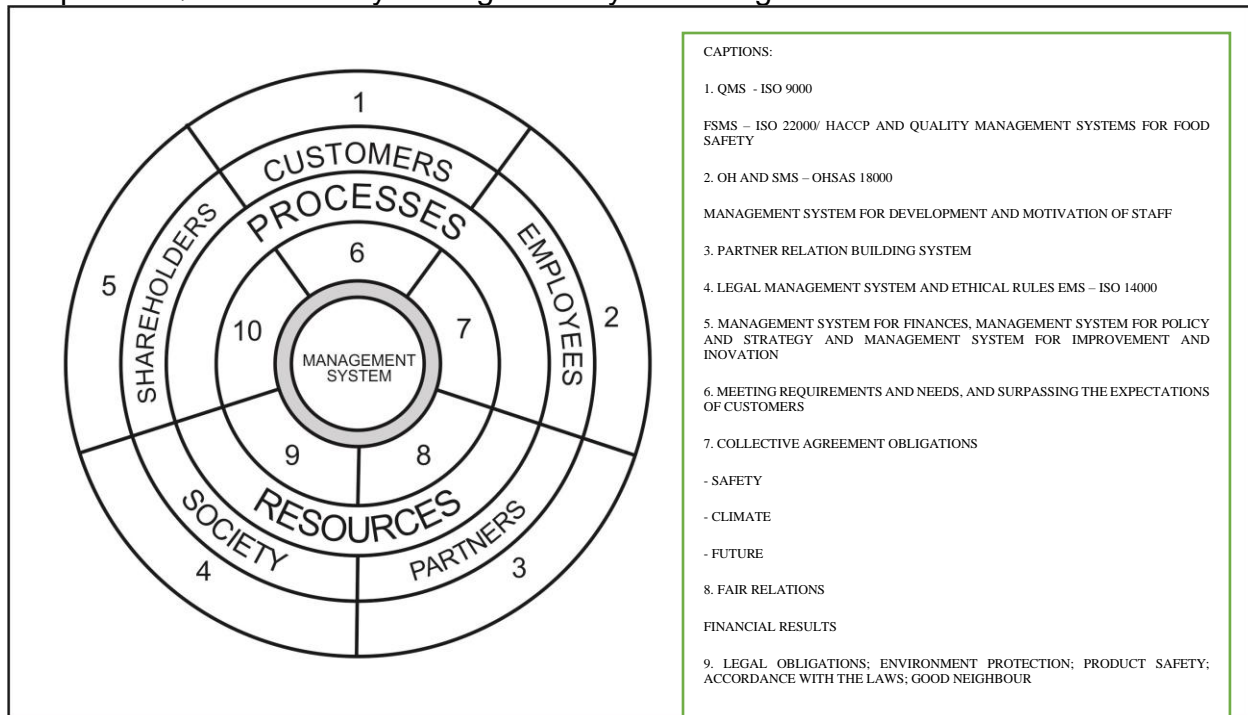 1
CUSTOMERS
PROCESSES
SHAREHOLDERS
EMPLOYEES
6
5
10
7
2
MANAGEMENT
SYSTEM
9
8
RESOURCES
SOCIETY
PARTNERS
4
3
CAPTIONS:
1. QMS - ISO 9000
FSMS – ISO 22000/ HACCP AND QUALITY MANAGEMENT SYSTEMS FOR FOOD
SAFETY
2. OH AND SMS – OHSAS 18000
MANAGEMENT SYSTEM FOR DEVELOPMENT AND MOTIVATION OF STAFF
3. PARTNER RELATION BUILDING SYSTEM
4. LEGAL MANAGEMENT SYSTEM AND ETHICAL RULES EMS – ISO 14000
5. MANAGEMENT SYSTEM FOR FINANCES, MANAGEMENT SYSTEM FOR POLICY
AND STRATEGY AND MANAGEMENT SYSTEM FOR IMPROVEMENT AND
INOVATION
6. MEETING REQUIREMENTS AND NEEDS, AND SURPASSING THE EXPECTATIONS
OF CUSTOMERS
7. COLLECTIVE AGREEMENT OBLIGATIONS
- SAFETY
- CLIMATE
- FUTURE
8. FAIR RELATIONS
FINANCIAL RESULTS
9. LEGAL OBLIGATIONS; ENVIRONMENT PROTECTION; PRODUCT SAFETY;
ACCORDANCE WITH THE LAWS; GOOD NEIGHBOUR